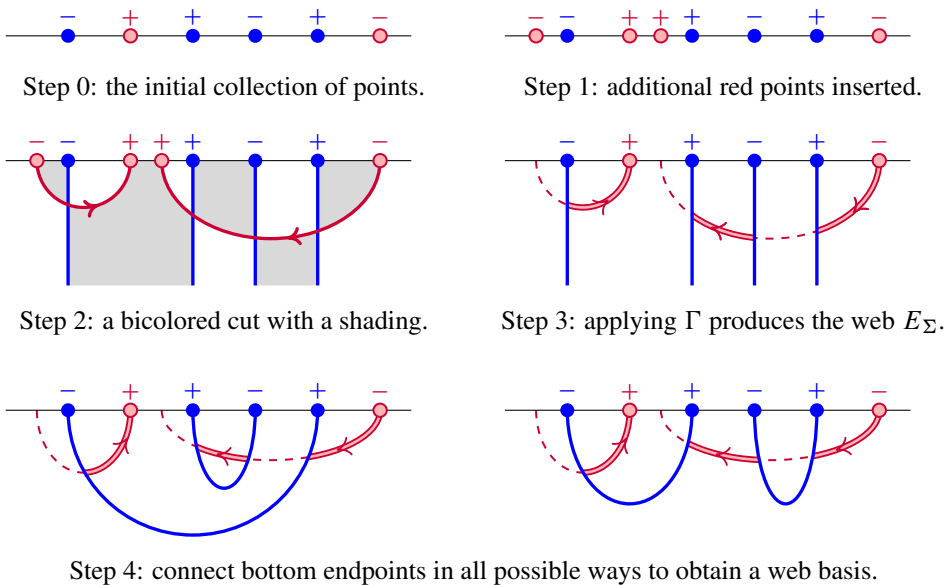 − + + − + −
− − + + + − + −
Step 0: the initial collection of points.
Step 1: additional red points inserted.
− − + + + − + −
− + + − + −
Step 2: a bicolored cut with a shading.
Step 3: applying Γ produces the web E_Σ.
− + + − + −
− + + − + −
Step 4: connect bottom endpoints in all possible ways to obtain a web basis.